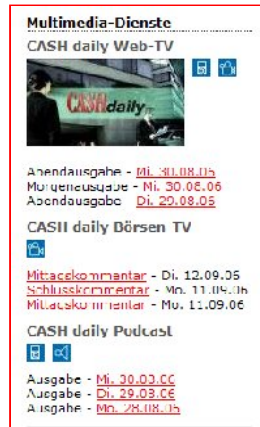 Multimedia-Dienste
CASH daily Web-TV
CASHdaily
Abendausgabe - Mi. 30.08.06
Morgenausgabe - Mi. 30.08.06
Abendausgabe - Di. 29.08.06
CASH daily Börsen TV
Mittagskommentar - Di. 12.09.06
Schlusskommentar - Mo. 11.09.06
Mittagskommentar - Mo. 11.09.06
CASH daily Podcast
Ausgabe - Mi. 30.08.06
Ausgabe - Di. 29.08.06
Ausgabe - Mo. 28.08.06